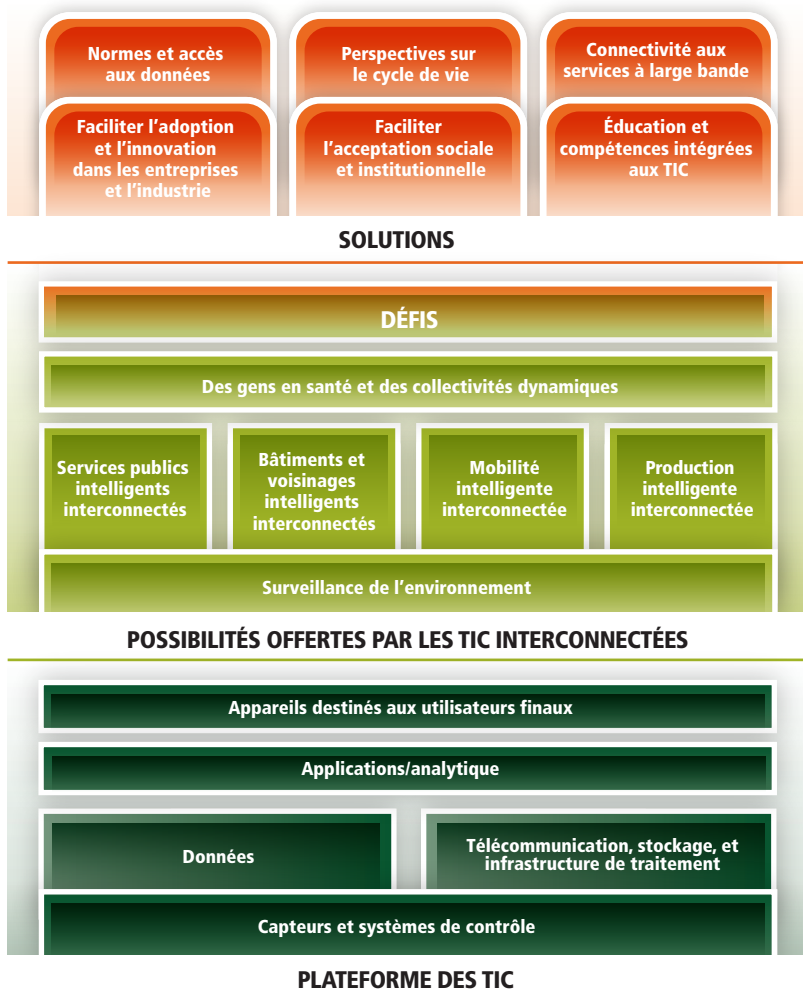 Normes et accès
aux données
Perspectives sur
le cycle de vie
Connectivité aux
services à large bande
Faciliter l'adoption
et l'innovation
dans les entreprises
et l'industrie
Faciliter
l'acceptation sociale
et institutionnelle
Éducation et
compétences intégrées
aux TIC
SOLUTIONS
DÉFIS
Des gens en santé et des collectivités dynamiques
Services publics
intelligents
interconnectés
Bâtiments et
voisinages
intelligents
interconnectés
Mobilité
intelligente
interconnectée
Production
intelligente
interconnectée
Surveillance de l'environnement
POSSIBILITÉS OFFERTES PAR LES TIC INTERCONNECTÉES
Appareils destinés aux utilisateurs finaux
Applications/analytique
Données
Télécommunication, stockage, et
infrastructure de traitement
Capteurs et systèmes de contrôle
PLATEFORME DES TIC